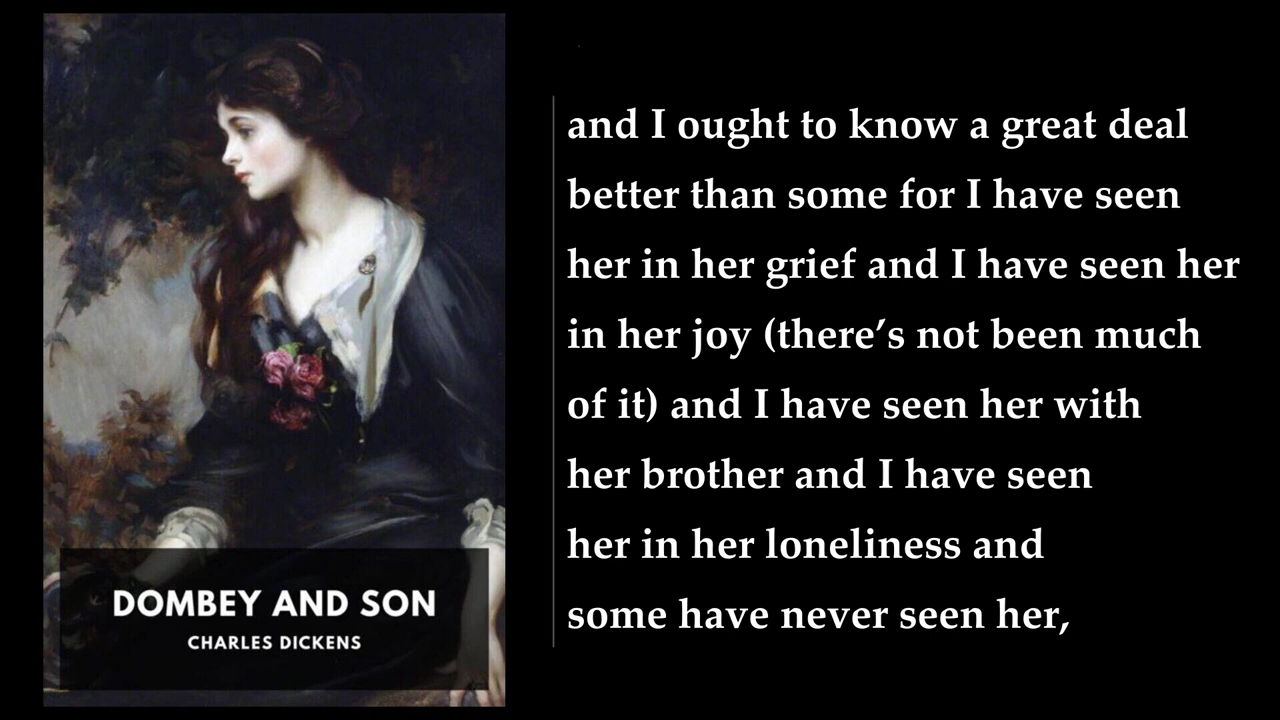 DOMBEY AND SON
CHARLES DICKENS
and I ought to know a great deal
better than some for I have seen
her in her grief and I have seen her
in her joy (there’s not been much
of it) and I have seen her with
her brother and I have seen
her in her loneliness and
some have never seen her,